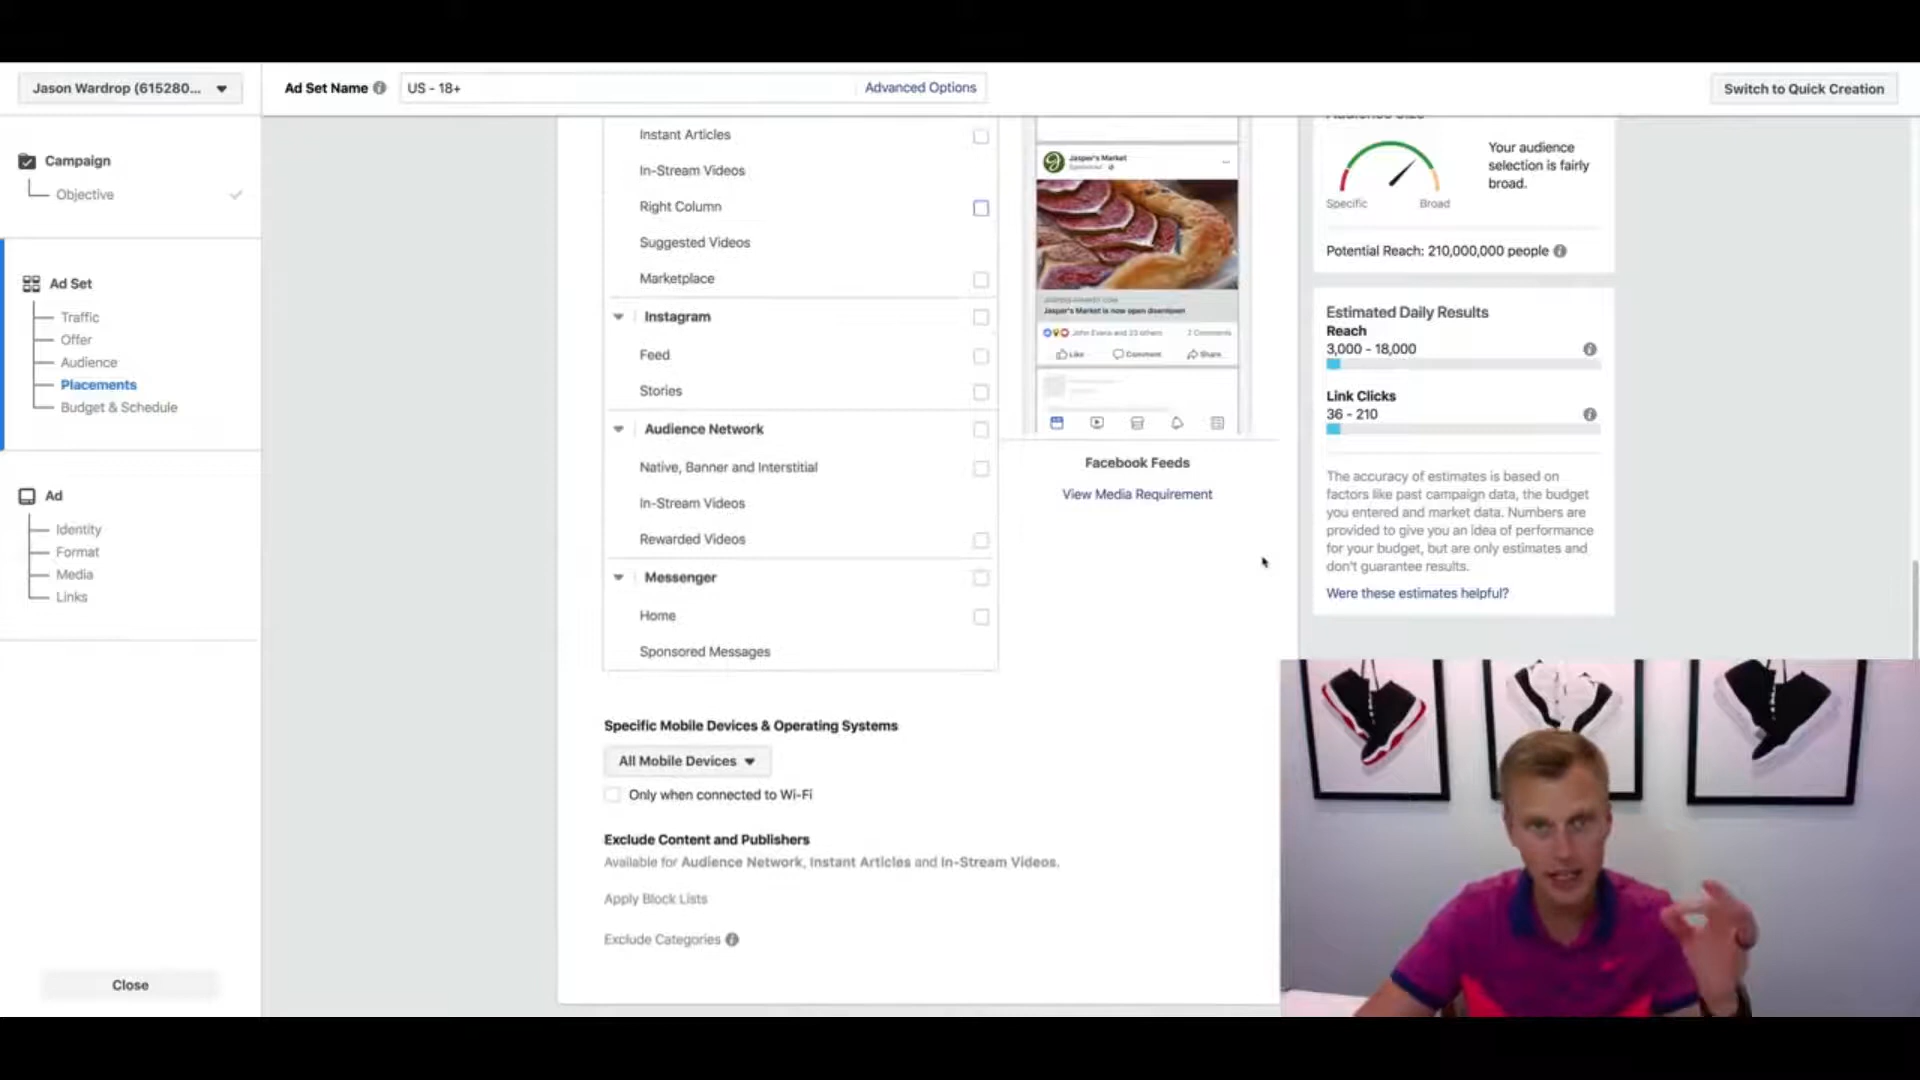 Jason Wardrop (615280...
Ad Set Name
US - 18+
Advanced Options
Switch to Quick Creation
Campaign
Objective
Ad Set
Traffic
Offer
Audience
Placements
Budget & Schedule
Ad
Identity
Format
Media
Links
Close
Instant Articles
In-Stream Videos
Right Column
Suggested Videos
Marketplace
Instagram
Feed
Stories
Audience Network
Native, Banner and Interstitial
In-Stream Videos
Rewarded Videos
Messenger
Home
Sponsored Messages
Specific Mobile Devices & Operating Systems
All Mobile Devices
Only when connected to Wi-Fi
Exclude Content and Publishers
Available for Audience Network, Instant Articles and In-Stream Videos.
Apply Block Lists
Exclude Categories
Jasper's Market
Sponsored
Jasper's Market is now open downtown
John Evans and 23 others
2 Comments
Like
Comment
Share
Facebook Feeds
View Media Requirement
Audience Size
Your audience
selection is fairly
broad.
Specific
Broad
Potential Reach: 210,000,000 people
Estimated Daily Results
Reach
3,000 - 18,000
Link Clicks
36 - 210
The accuracy of estimates is based on
factors like past campaign data, the budget
you entered and market data. Numbers are
provided to give you an idea of performance
for your budget, but are only estimates and
don't guarantee results.
Were these estimates helpful?